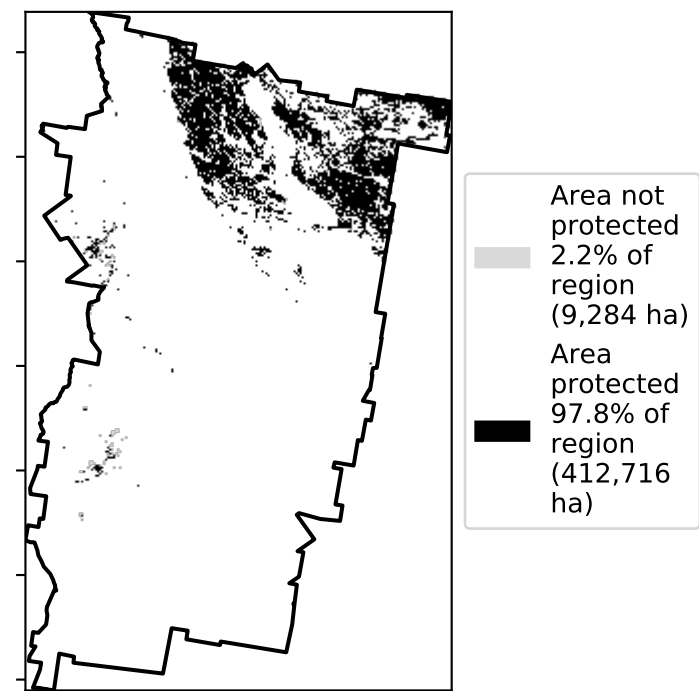 Area not
protected
2.2% of
region
(9,284 ha)
Area
protected
97.8% of
region
(412,716
ha)